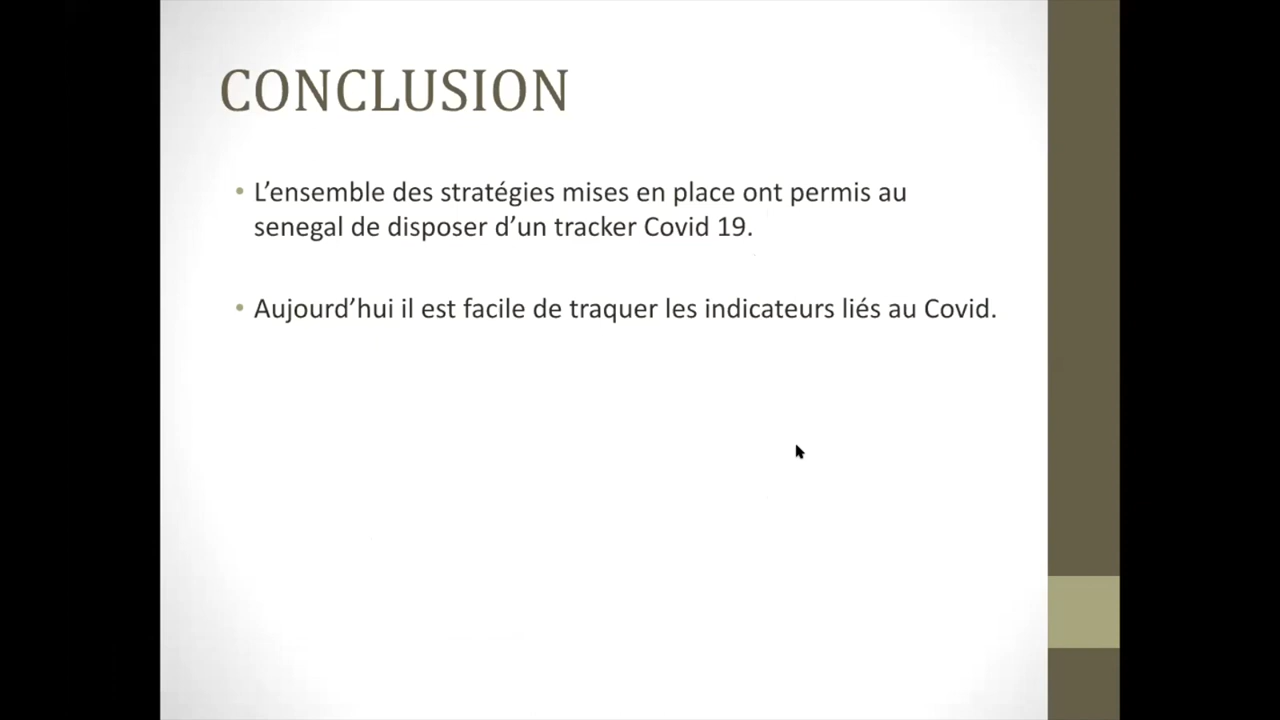 CONCLUSION
• L’ensemble des stratégies mises en place ont permis au
senegal de disposer d’un tracker Covid 19.
• Aujourd’hui il est facile de traquer les indicateurs liés au Covid.